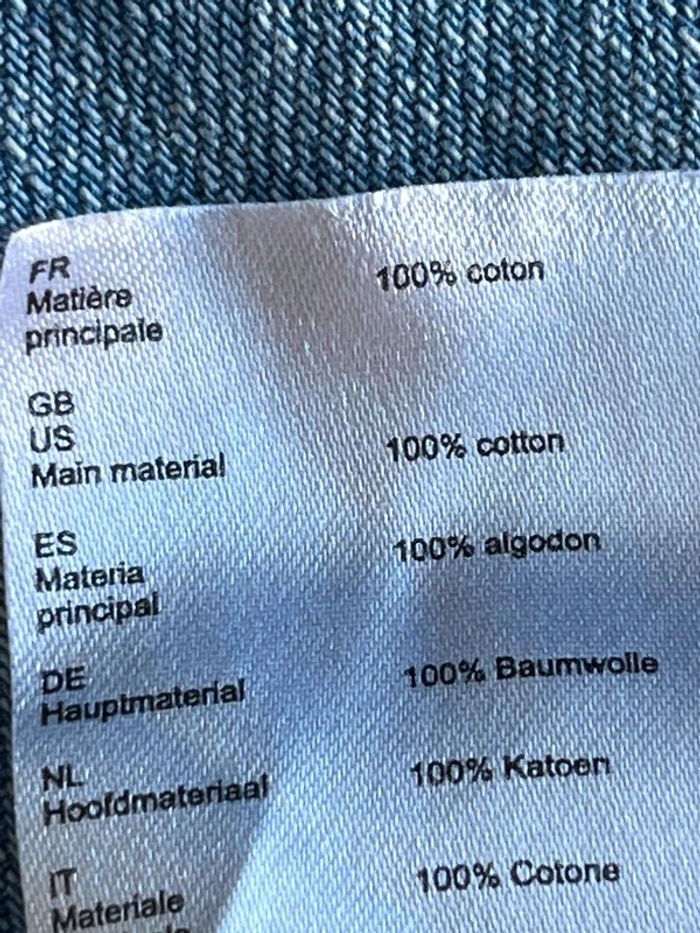 FR
Matière 100% coton
principale
GB
US
Main material 100% cotton
ES
Materia 100% algodon
principal
DE
Hauptmaterial 100% Baumwolle
NL
Hoofdmateriaal 100% Katoen
IT
Materiale 100% Cotone